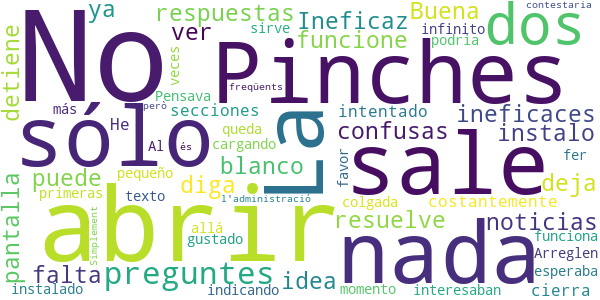 ya respuestas Ineficaz Buena contestaria
detiene No ver sirve funcione infinito podría dos
veces Pinches freqüents
Pensava más però secciones intentado ineficaces
sólo He Al és La confusas instalo
queda cargando sale
puede pequeño blanco favor fer deja
pantalla primeras texto diga l'administració colgada costantemente
abrir allá resuelve nada noticias
Simplement gustado funciona
falta preguntes idea momento Arreglen
instalado indicando interesaban esperaba
cierra